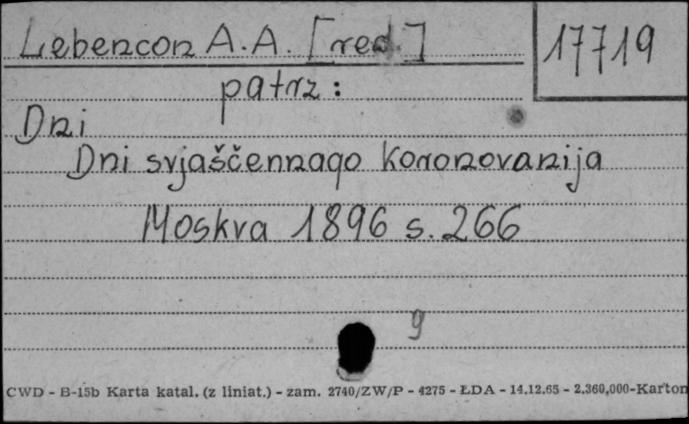 Lebencon A.A. [red.]
17719
patrz:
Dni
Dni svjaščennago Koronovanija
Moskva 1896 s. 266
9
CWD - B-15b Karta katal. (z liniat.) - zam. 2740/ZW/P - 4275 - ŁDA - 14.12.65 - 2.360,000-Karton